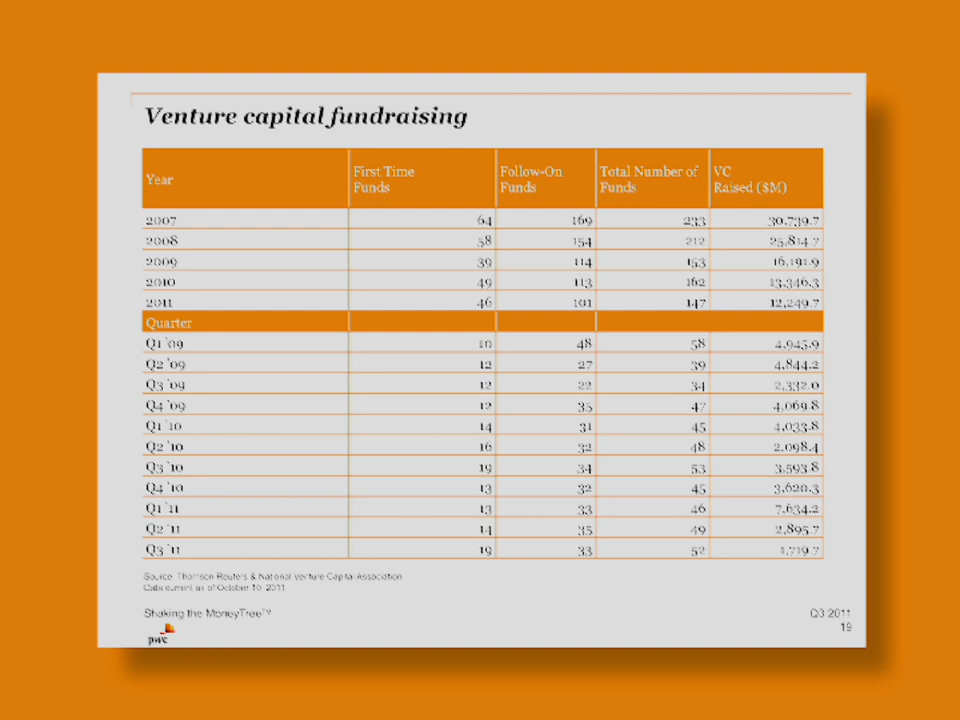 Venture capital fundraising
Year First Time Funds Follow-On Funds Total Number of Funds VC Raised ($M)
2007 64 169 233 30,739.7
2008 58 154 212 25,814.7
2009 39 114 153 16,191.9
2010 49 113 162 13,346.3
2011 46 101 147 12,249.7
Quarter
Q1 '09 10 48 58 4,945.9
Q2 '09 12 27 39 4,844.2
Q3 '09 12 22 34 2,332.0
Q4 '09 12 35 47 4,069.8
Q1 '10 14 31 45 4,033.8
Q2 '10 16 32 48 2,098.4
Q3 '10 19 34 53 3,593.8
Q4 '10 13 32 45 3,620.3
Q1 '11 13 33 46 7,634.2
Q2 '11 14 35 49 2,895.7
Q3 '11 19 33 52 1,719.7
Source: Thomson Reuters & National Venture Capital Association
Data current as of October 10, 2011
Shaking the MoneyTree™ Q3 2011
pwc 19